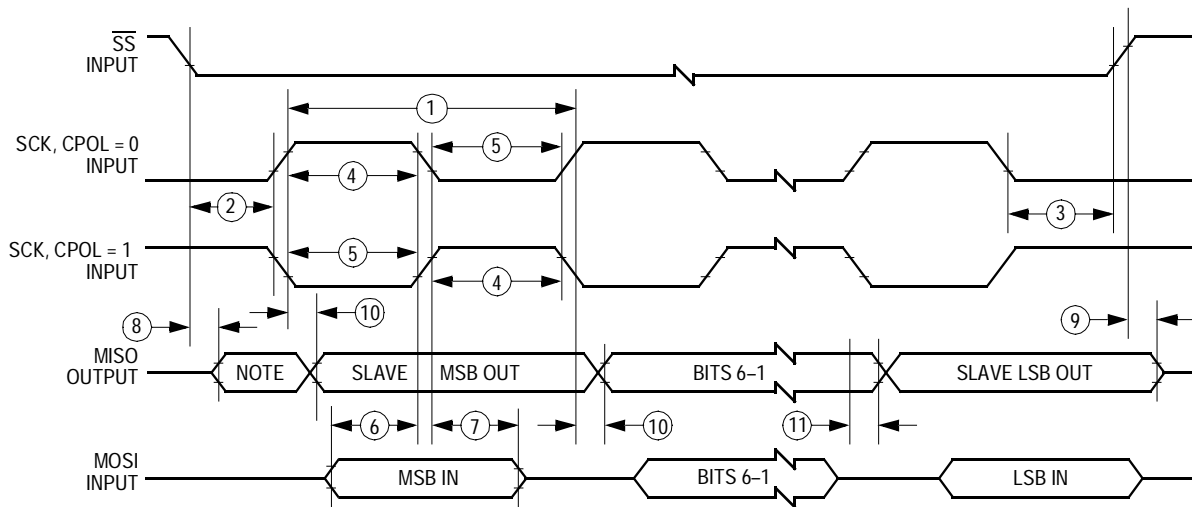 SS
INPUT
1
SCK, CPOL = 0
INPUT
5
4
2
3
SCK, CPOL = 1
INPUT
5
4
10
8
9
MISO
OUTPUT
NOTE
SLAVE MSB OUT
BITS 6–1
SLAVE LSB OUT
6
7
10
11
MOSI
INPUT
MSB IN
BITS 6–1
LSB IN